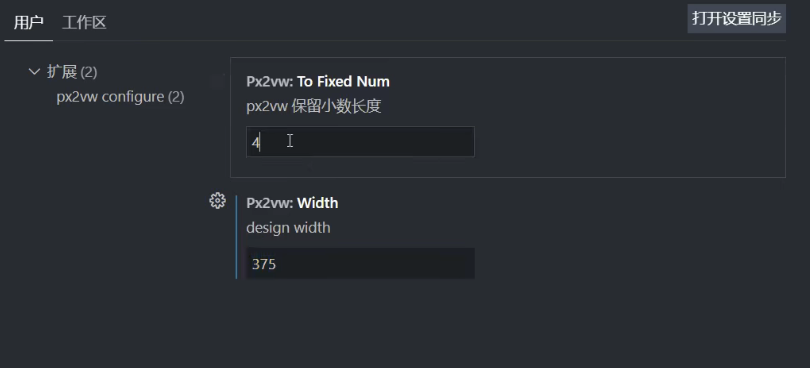 用户 工作区 打开设置同步
扩展 (2)
px2vw configure (2)
Px2vw: To Fixed Num
px2vw 保留小数长度
4
Px2vw: Width
design width
375